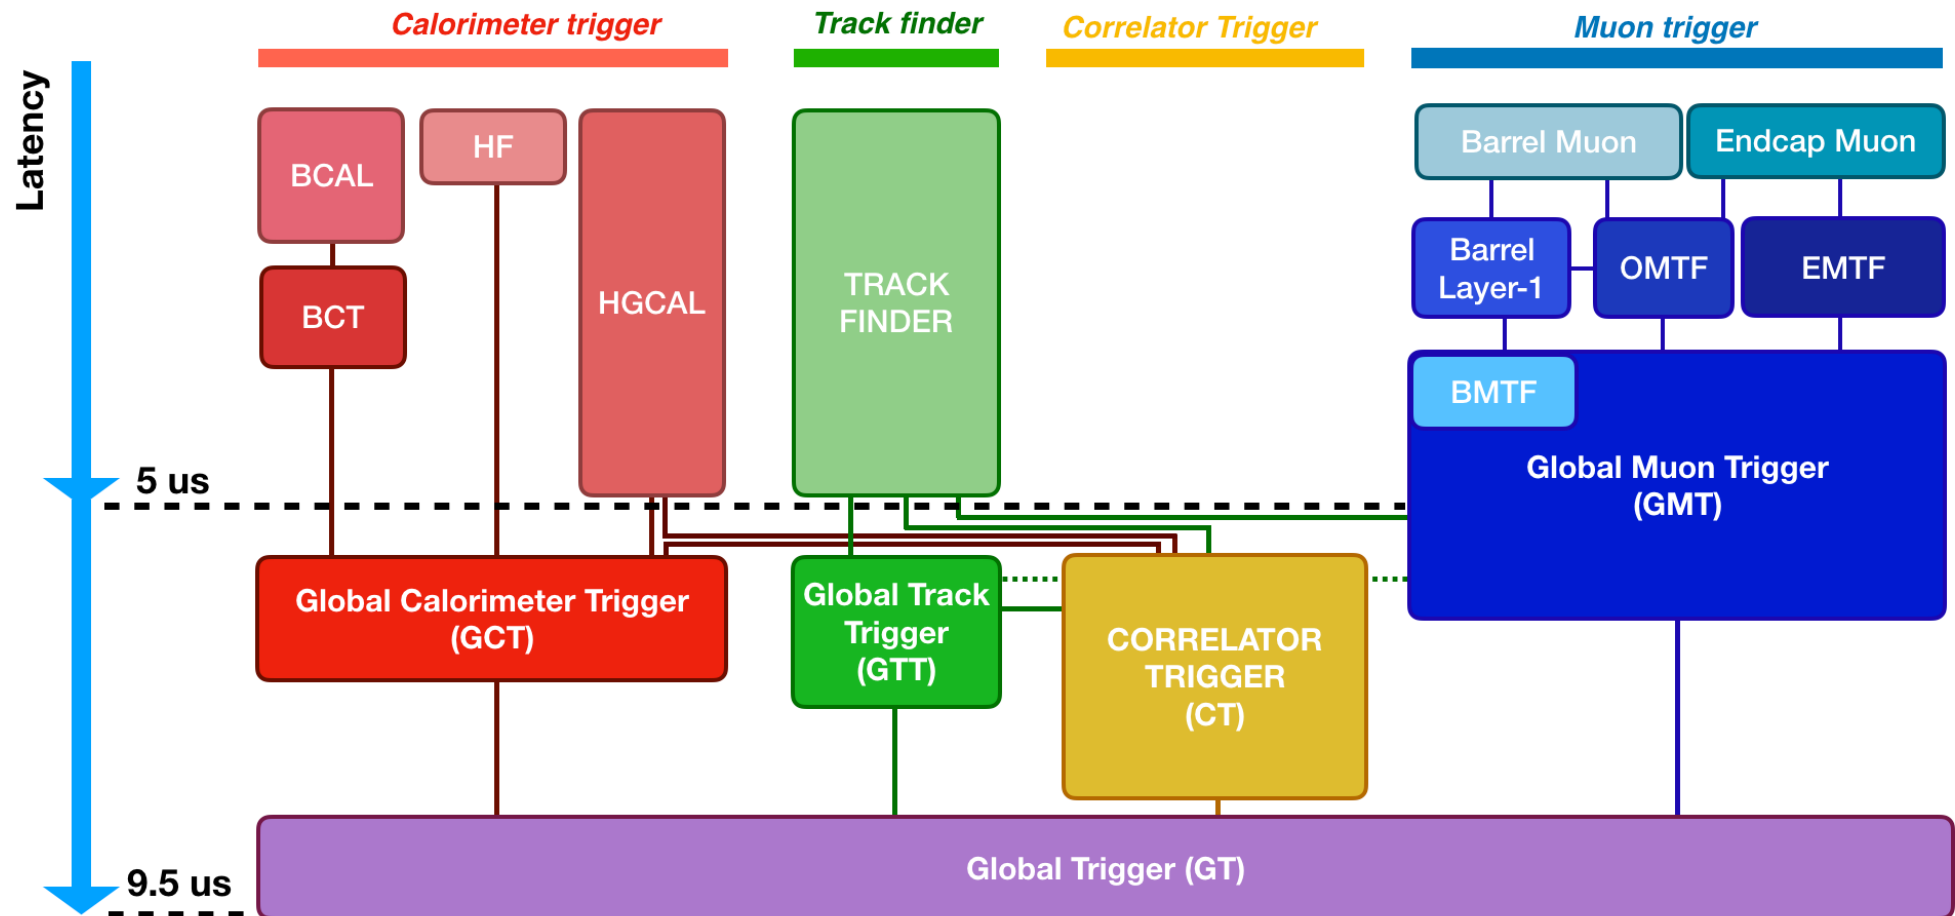 Calorimeter trigger
Track finder
Correlator Trigger
Muon trigger
Latency
BCAL
HF
HGCAL
BCT
TRACK
FINDER
Barrel Muon
Endcap Muon
Barrel
Layer-1
OMTF
EMTF
BMTF
Global Muon Trigger
(GMT)
5 us
Global Calorimeter Trigger
(GCT)
Global Track
Trigger
(GTT)
CORRELATOR
TRIGGER
(CT)
Global Trigger (GT)
9.5 us